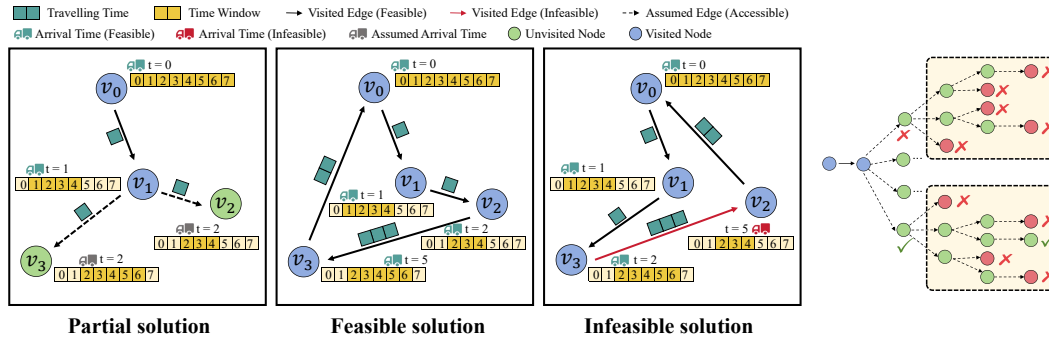 Travelling Time Time Window Visited Edge (Feasible) Visited Edge (Infeasible) Assumed Edge (Accessible)
Arrival Time (Feasible) Arrival Time (Infeasible) Assumed Arrival Time Unvisited Node Visited Node
t = 0
0 1 2 3 4 5 6 7
v0
t = 1
0 1 2 3 4 5 6 7
v1
v2
t = 2
0 1 2 3 4 5 6 7
v3
t = 2
0 1 2 3 4 5 6 7
Partial solution
t = 0
0 1 2 3 4 5 6 7
v0
v1
t = 1
0 1 2 3 4 5 6 7
v2
t = 2
0 1 2 3 4 5 6 7
v3
t = 5
0 1 2 3 4 5 6 7
Feasible solution
t = 0
0 1 2 3 4 5 6 7
v0
t = 1
0 1 2 3 4 5 6 7
v1
v2
t = 5
0 1 2 3 4 5 6 7
v3
t = 2
0 1 2 3 4 5 6 7
Infeasible solution